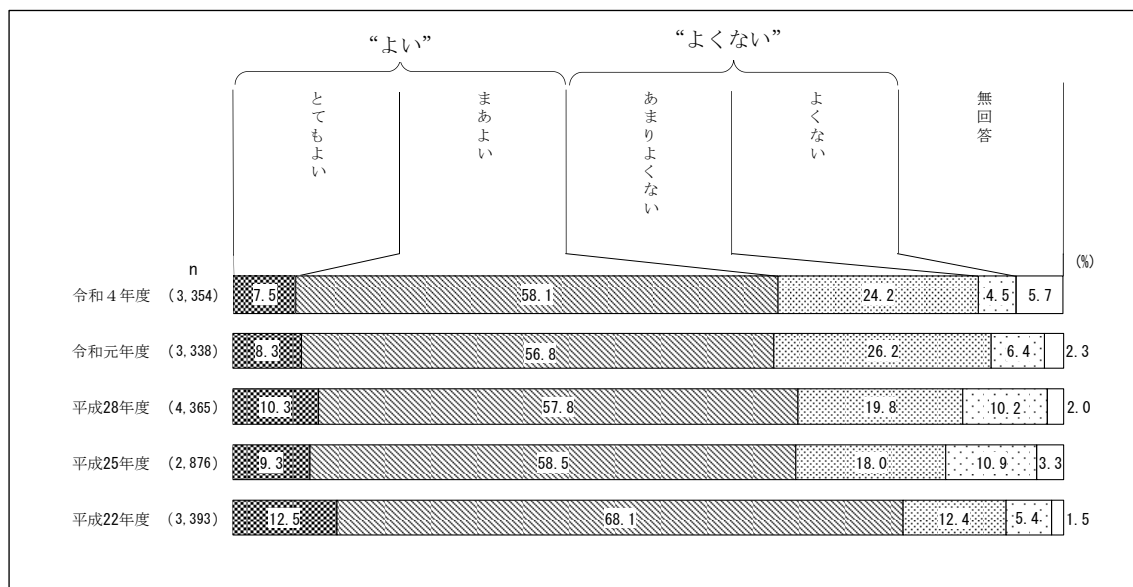 “よい”
“よくない”
とてもよい
まあよい
あまりよくない
よくない
無回答
n
(%)
令和４年度 (3,354) 7.5 58.1 24.2 4.5 5.7
令和元年度 (3,338) 8.3 56.8 26.2 6.4 2.3
平成28年度 (4,365) 10.3 57.8 19.8 10.2 2.0
平成25年度 (2,876) 9.3 58.5 18.0 10.9 3.3
平成22年度 (3,393) 12.5 68.1 12.4 5.4 1.5